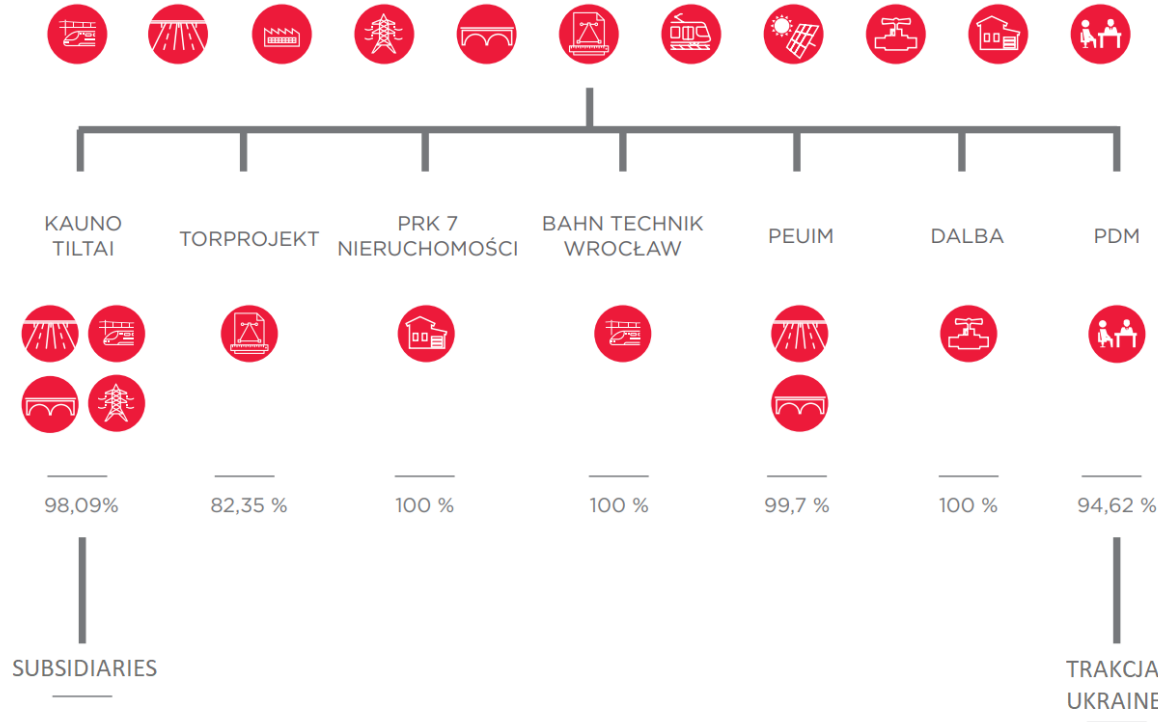 KAUNO
TILTAI
TORPROJEKT
PRK 7
NIERUCHOMOŚCI
BAHN TECHNIK
WROCŁAW
PEUIM
DALBA
PDM
98,09%
82,35 %
100 %
100 %
99,7 %
100 %
94,62 %
SUBSIDIARIES
TRAKCJA
UKRAINE